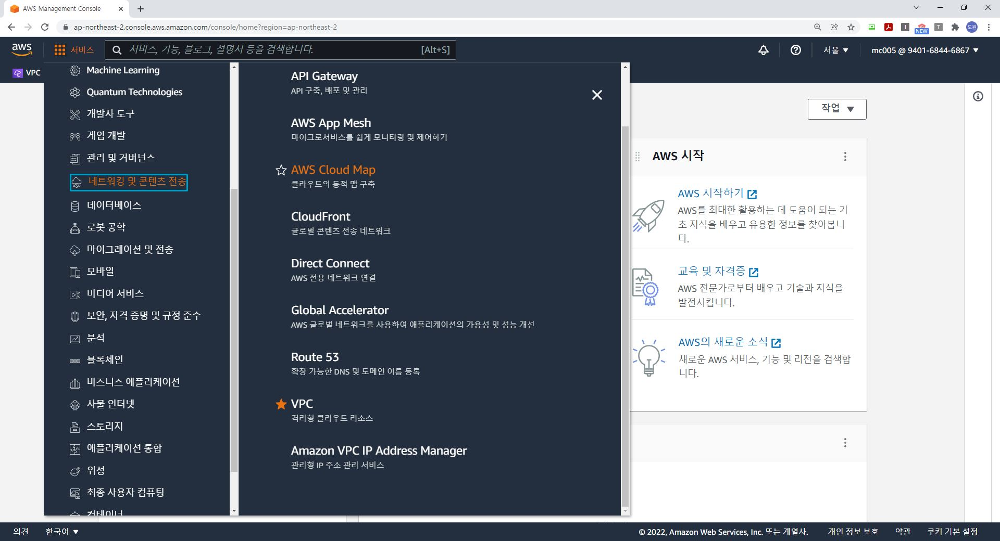 AWS Management Console
ap-northeast-2.console.aws.amazon.com/console/home?region=ap-northeast-2
NEW
T
도원
aws
서비스
서비스, 기능, 블로그, 설명서 등을 검색합니다.
[Alt+S]
서울
mc005 @ 9401-6844-6867
VPC
Machine Learning
Quantum Technologies
개발자 도구
게임 개발
관리 및 거버넌스
네트워킹 및 콘텐츠 전송
데이터베이스
로봇 공학
마이그레이션 및 전송
모바일
미디어 서비스
보안, 자격 증명 및 규정 준수
분석
블록체인
비즈니스 애플리케이션
사물 인터넷
스토리지
애플리케이션 통합
위성
최종 사용자 컴퓨팅
컨테이너
API Gateway
API 구축, 배포 및 관리
AWS App Mesh
마이크로서비스를 쉽게 모니터링 및 제어하기
AWS Cloud Map
클라우드의 동적 맵 구축
CloudFront
글로벌 콘텐츠 전송 네트워크
Direct Connect
AWS 전용 네트워크 연결
Global Accelerator
AWS 글로벌 네트워크를 사용하여 애플리케이션의 가용성 및 성능 개선
Route 53
확장 가능한 DNS 및 도메인 이름 등록
VPC
격리형 클라우드 리소스
Amazon VPC IP Address Manager
관리형 IP 주소 관리 서비스
작업
AWS 시작
AWS 시작하기
AWS를 최대한 활용하는 데 도움이 되는 기
초 지식을 배우고 유용한 정보를 찾아봅니
다.
교육 및 자격증
AWS 전문가로부터 배우고 기술과 지식을
발전시킵니다.
AWS의 새로운 소식
새로운 AWS 서비스, 기능 및 리전을 검색합
니다.
의견
한국어
© 2022, Amazon Web Services, Inc. 또는 계열사.
개인 정보 보호
약관
쿠키 기본 설정